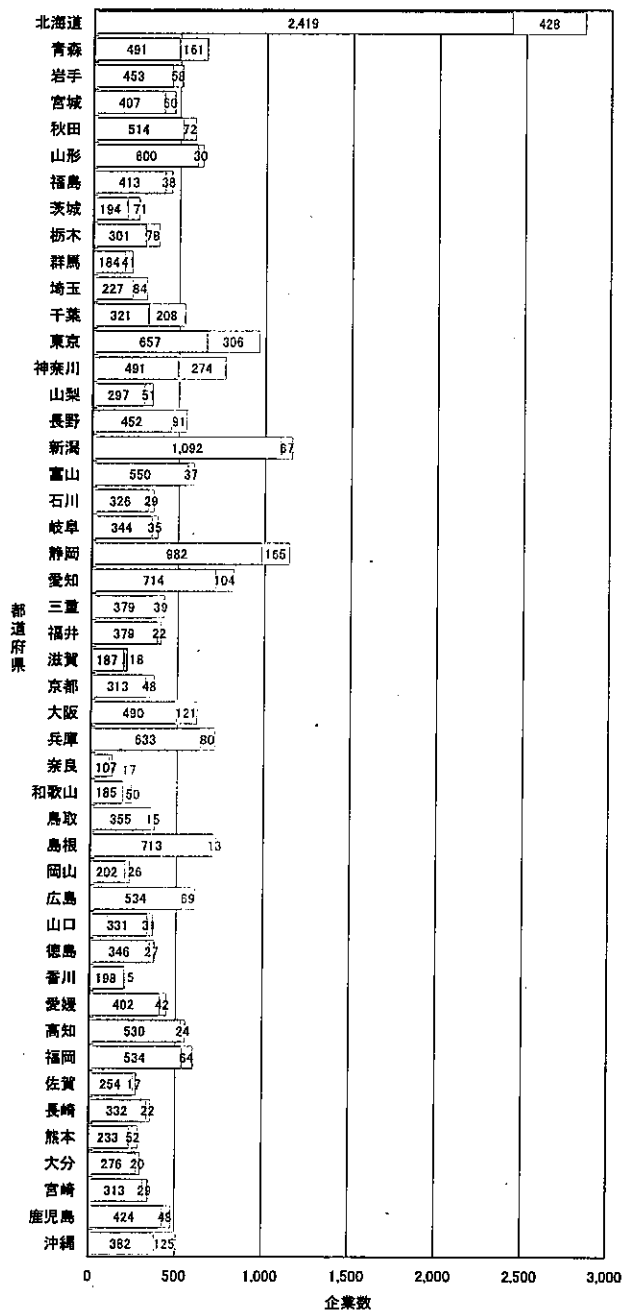 北海道 2,419 428
青森 491 161
岩手 453 58
宮城 407 60
秋田 514 72
山形 600 30
福島 413 38
茨城 194 71
栃木 301 78
群馬 184 41
埼玉 227 84
千葉 321 208
東京 657 306
神奈川 491 274
山梨 297 51
長野 452 91
新潟 1,092 67
富山 550 37
石川 326 29
岐阜 344 35
静岡 982 165
愛知 714 104
三重 379 39
福井 379 22
滋賀 187 18
京都 313 48
大阪 490 121
兵庫 633 80
奈良 107 17
和歌山 185 50
鳥取 355 15
島根 713 13
岡山 202 26
広島 534 69
山口 331 31
徳島 346 27
香川 198 5
愛媛 402 42
高知 530 24
福岡 534 64
佐賀 254 17
長崎 332 22
熊本 233 52
大分 276 20
宮崎 313 29
鹿児島 424 48
沖縄 382 125
都道府県
0 500 1,000 1,500 2,000 2,500 3,000
企業数